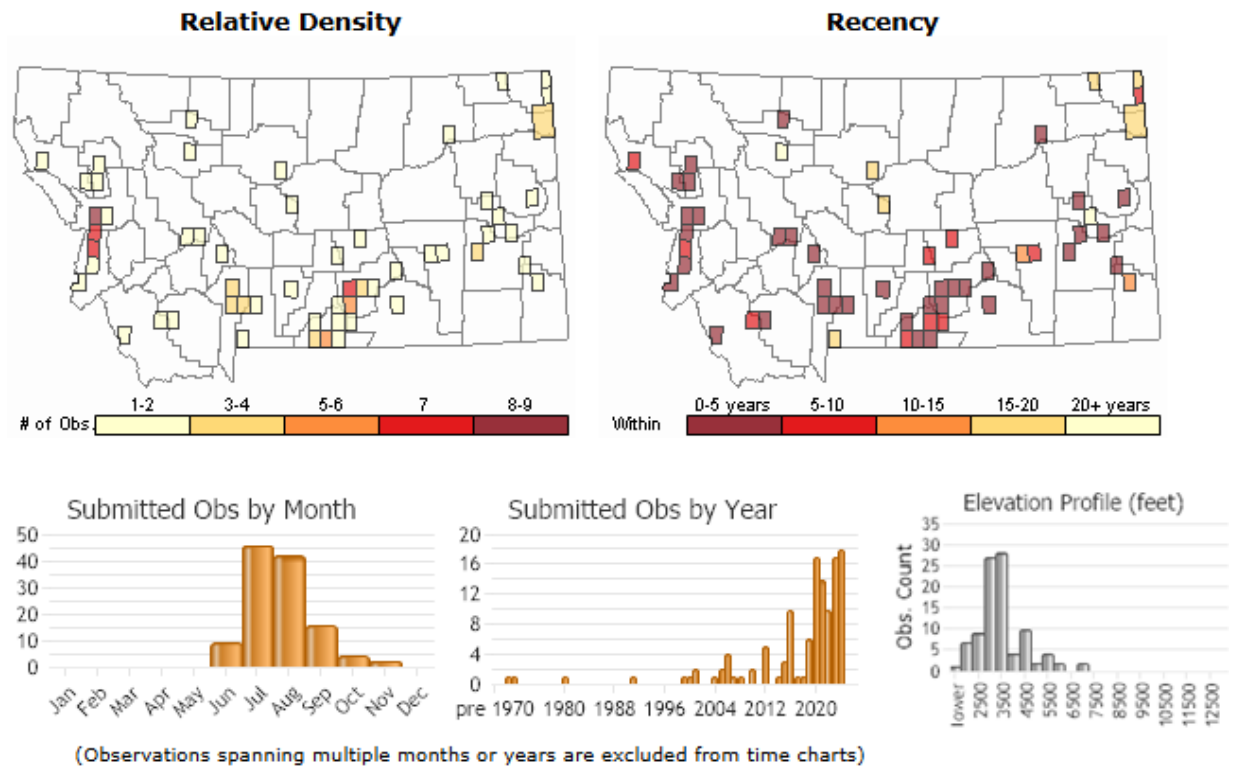 Relative Density
Recency
1-2 3-4 5-6 7 8-9
# of Obs.
0-5 years 5-10 10-15 15-20 20+ years
Within
Submitted Obs by Month
50
40
30
20
10
0
Jan Feb Mar Apr May Jun Jul Aug Sep Oct Nov Dec
Submitted Obs by Year
20
16
12
8
4
0
pre 1970 1980 1988 1996 2004 2012 2020
Elevation Profile (feet)
Obs. Count
35
30
25
20
15
10
5
0
lower 2500 3500 4500 5500 6500 7500 8500 9500 10500 11500 12500
(Observations spanning multiple months or years are excluded from time charts)